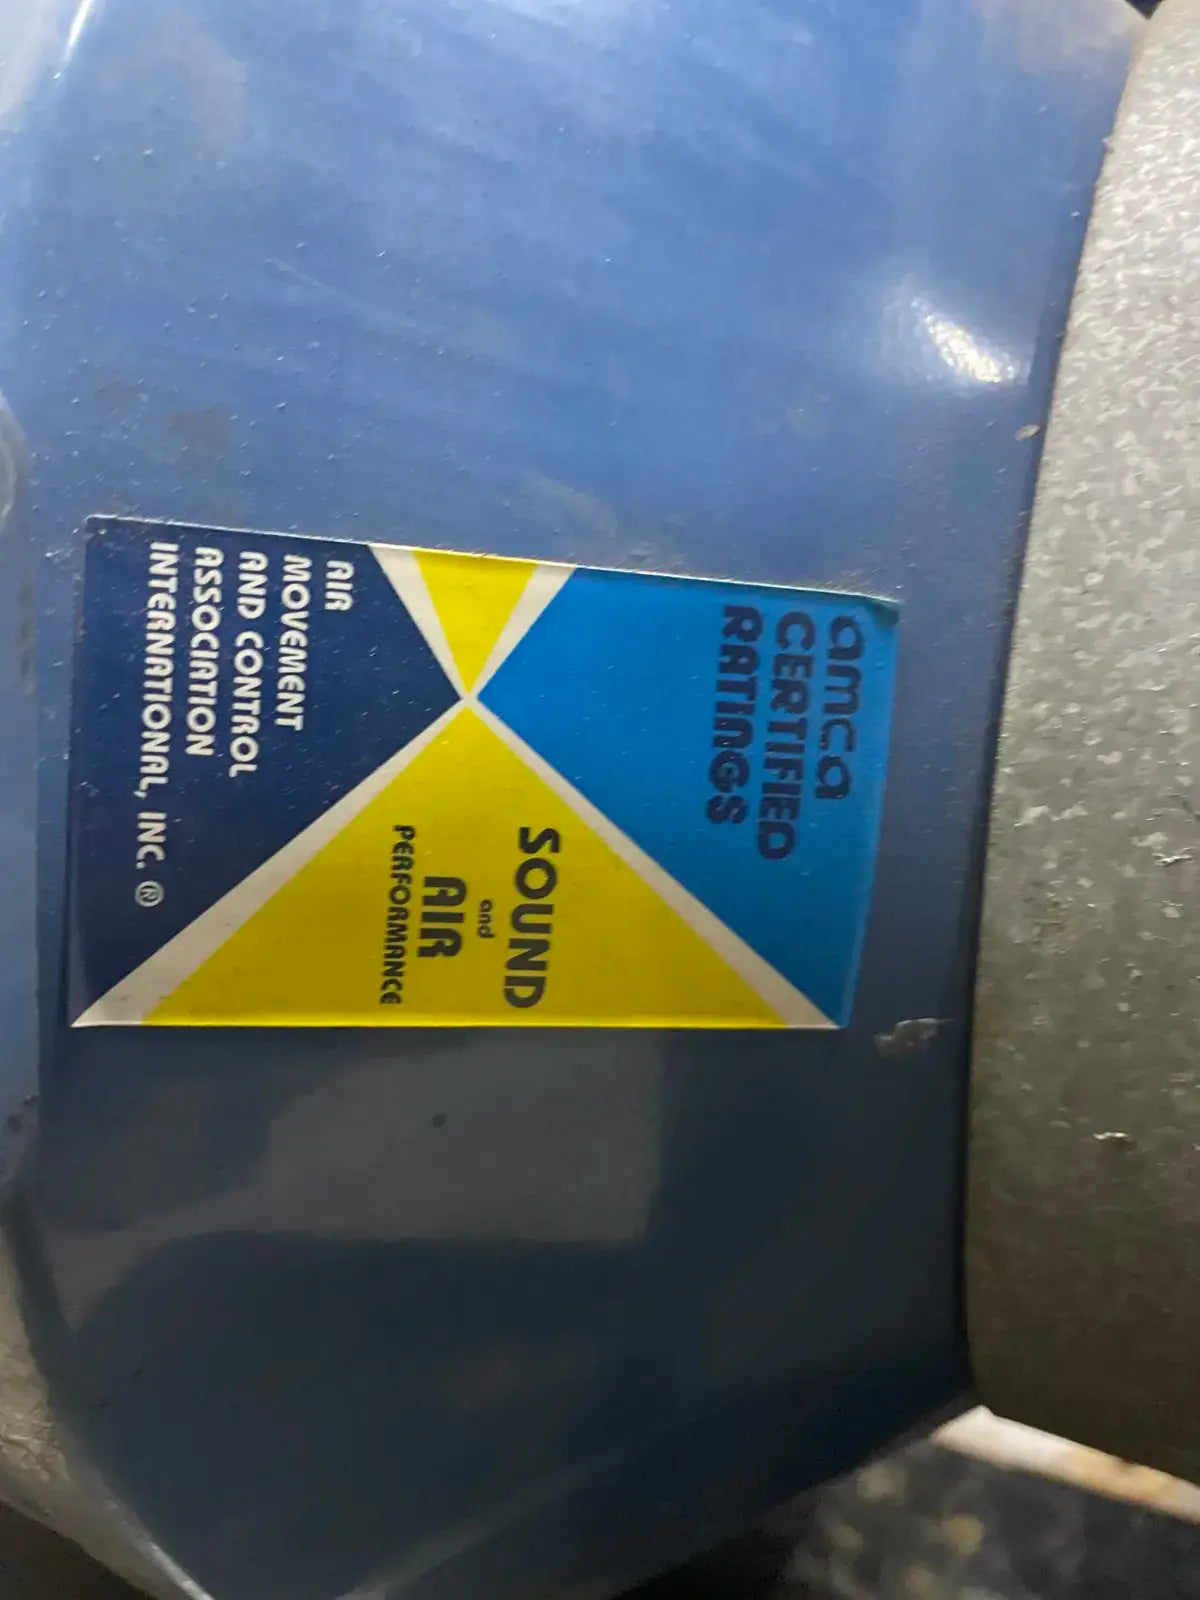 amca
CERTIFIED
RATINGS
SOUND
and
AIR
PERFORMANCE
AIR
MOVEMENT
AND CONTROL
ASSOCIATION
INTERNATIONAL, INC. ®